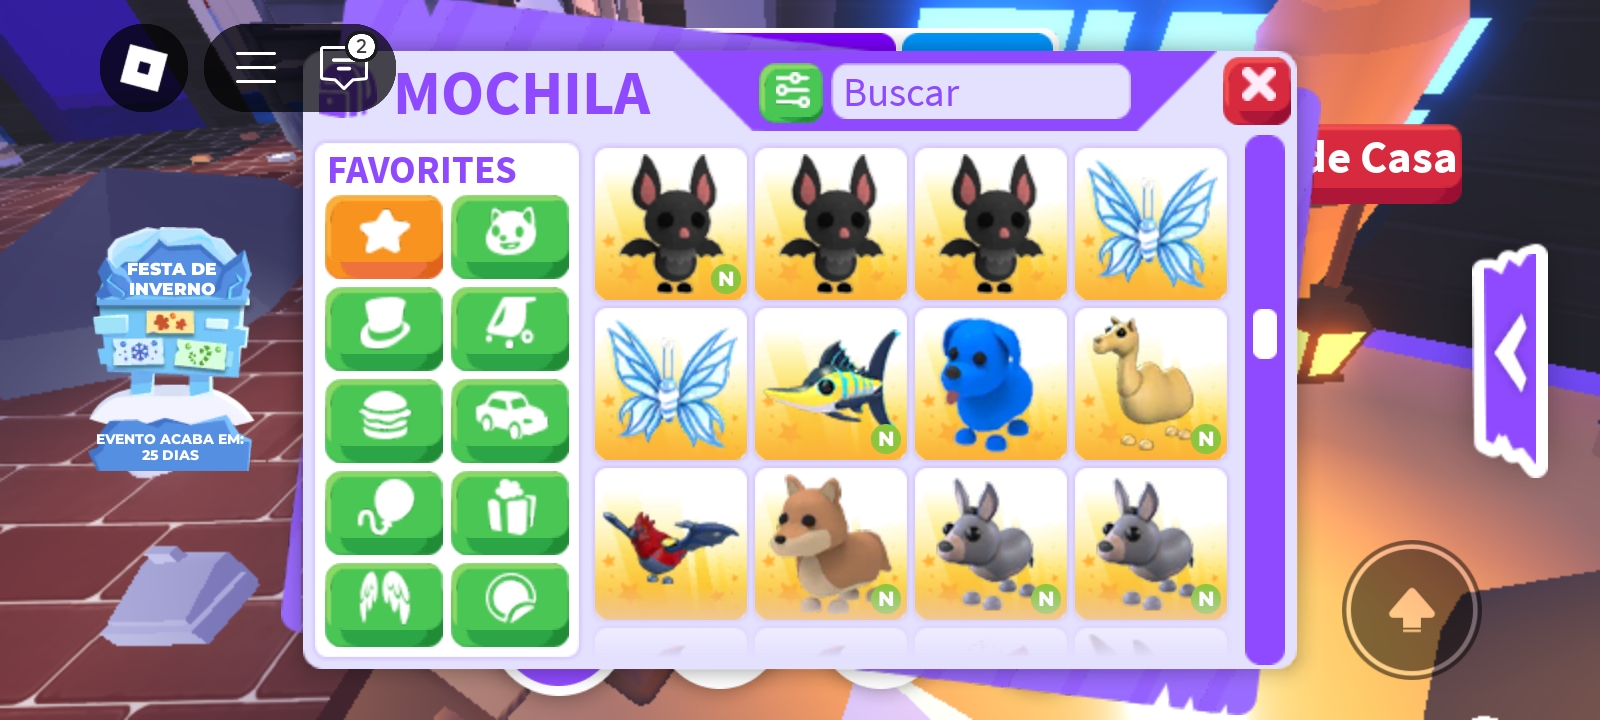 2
MOCHILA
Buscar
FAVORITES
de Casa
FESTA DE
INVERNO
EVENTO ACABA EM:
25 DIAS
N
N
N
N
N
N